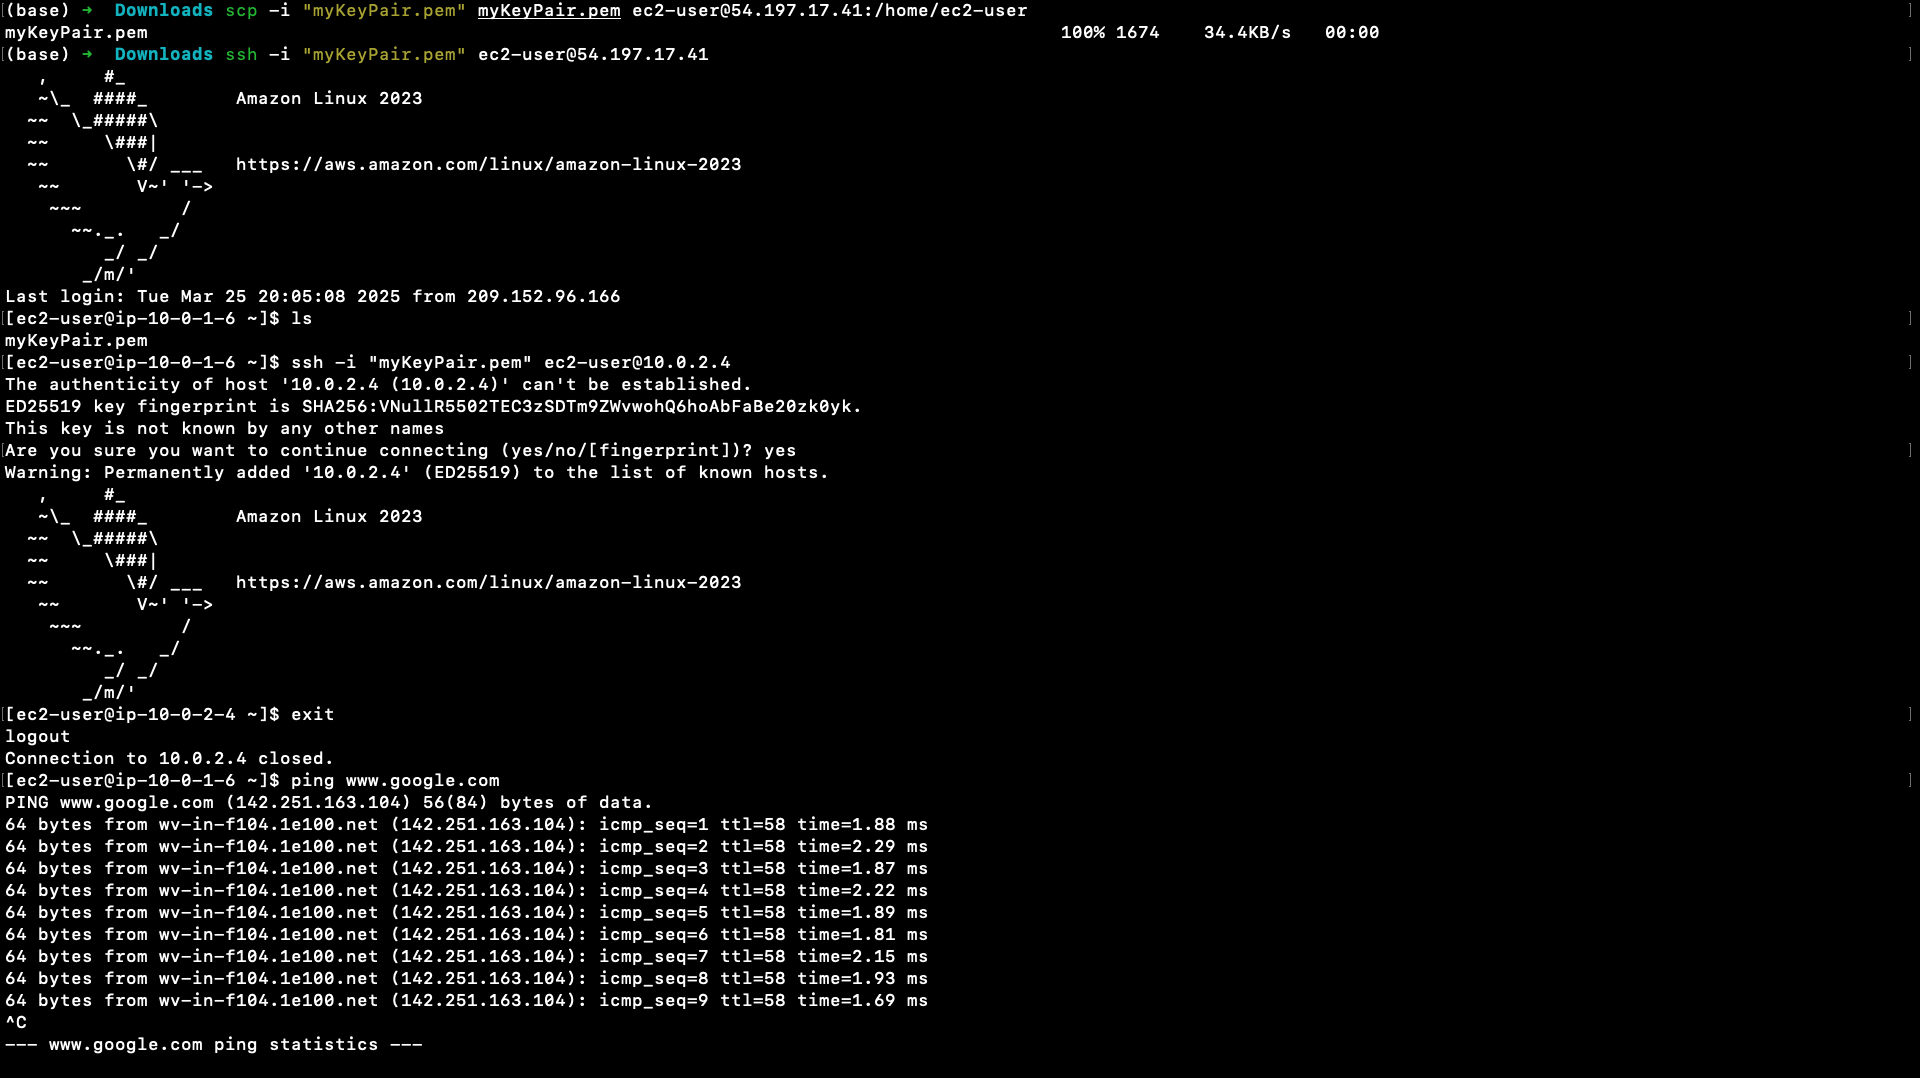 (base) ➜  Downloads scp -i "myKeyPair.pem" myKeyPair.pem ec2-user@54.197.17.41:/home/ec2-user
myKeyPair.pem                                                                                   100% 1674    34.4KB/s   00:00
(base) ➜  Downloads ssh -i "myKeyPair.pem" ec2-user@54.197.17.41
   ,     #_
   ~\_  ####_        Amazon Linux 2023
  ~~  \_#####\
  ~~     \###|
  ~~       \#/ ___   https://aws.amazon.com/linux/amazon-linux-2023
   ~~       V~' '->
    ~~~         /
      ~~._.   _/
         _/ _/
       _/m/'
Last login: Tue Mar 25 20:05:08 2025 from 209.152.96.166
[ec2-user@ip-10-0-1-6 ~]$ ls
myKeyPair.pem
[ec2-user@ip-10-0-1-6 ~]$ ssh -i "myKeyPair.pem" ec2-user@10.0.2.4
The authenticity of host '10.0.2.4 (10.0.2.4)' can't be established.
ED25519 key fingerprint is SHA256:VNullR5502TEC3zSDTm9ZWvwohQ6hoAbFaBe20zk0yk.
This key is not known by any other names
Are you sure you want to continue connecting (yes/no/[fingerprint])? yes
Warning: Permanently added '10.0.2.4' (ED25519) to the list of known hosts.
   ,     #_
   ~\_  ####_        Amazon Linux 2023
  ~~  \_#####\
  ~~     \###|
  ~~       \#/ ___   https://aws.amazon.com/linux/amazon-linux-2023
   ~~       V~' '->
    ~~~         /
      ~~._.   _/
         _/ _/
       _/m/'
[ec2-user@ip-10-0-2-4 ~]$ exit
logout
Connection to 10.0.2.4 closed.
[ec2-user@ip-10-0-1-6 ~]$ ping www.google.com
PING www.google.com (142.251.163.104) 56(84) bytes of data.
64 bytes from wv-in-f104.1e100.net (142.251.163.104): icmp_seq=1 ttl=58 time=1.88 ms
64 bytes from wv-in-f104.1e100.net (142.251.163.104): icmp_seq=2 ttl=58 time=2.29 ms
64 bytes from wv-in-f104.1e100.net (142.251.163.104): icmp_seq=3 ttl=58 time=1.87 ms
64 bytes from wv-in-f104.1e100.net (142.251.163.104): icmp_seq=4 ttl=58 time=2.22 ms
64 bytes from wv-in-f104.1e100.net (142.251.163.104): icmp_seq=5 ttl=58 time=1.89 ms
64 bytes from wv-in-f104.1e100.net (142.251.163.104): icmp_seq=6 ttl=58 time=1.81 ms
64 bytes from wv-in-f104.1e100.net (142.251.163.104): icmp_seq=7 ttl=58 time=2.15 ms
64 bytes from wv-in-f104.1e100.net (142.251.163.104): icmp_seq=8 ttl=58 time=1.93 ms
64 bytes from wv-in-f104.1e100.net (142.251.163.104): icmp_seq=9 ttl=58 time=1.69 ms
^C
--- www.google.com ping statistics ---